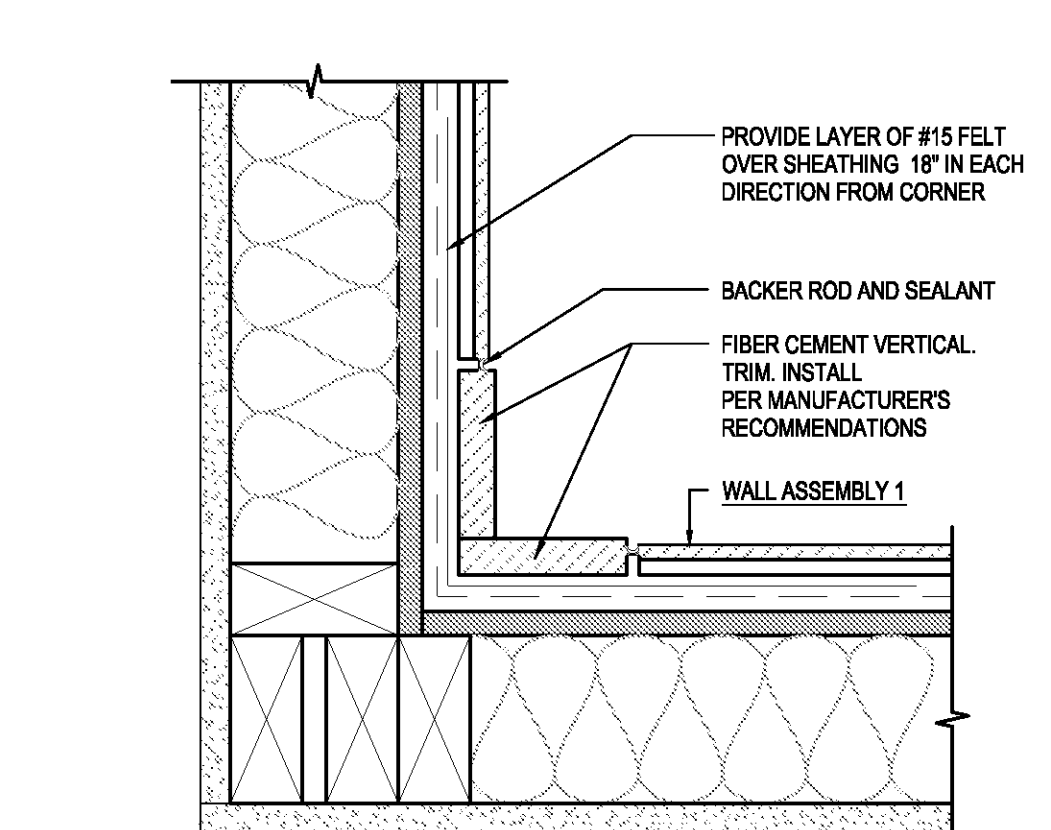 PROVIDE LAYER OF #15 FELT
OVER SHEATHING 18" IN EACH
DIRECTION FROM CORNER
BACKER ROD AND SEALANT
FIBER CEMENT VERTICAL.
TRIM. INSTALL
PER MANUFACTURER'S
RECOMMENDATIONS
WALL ASSEMBLY 1